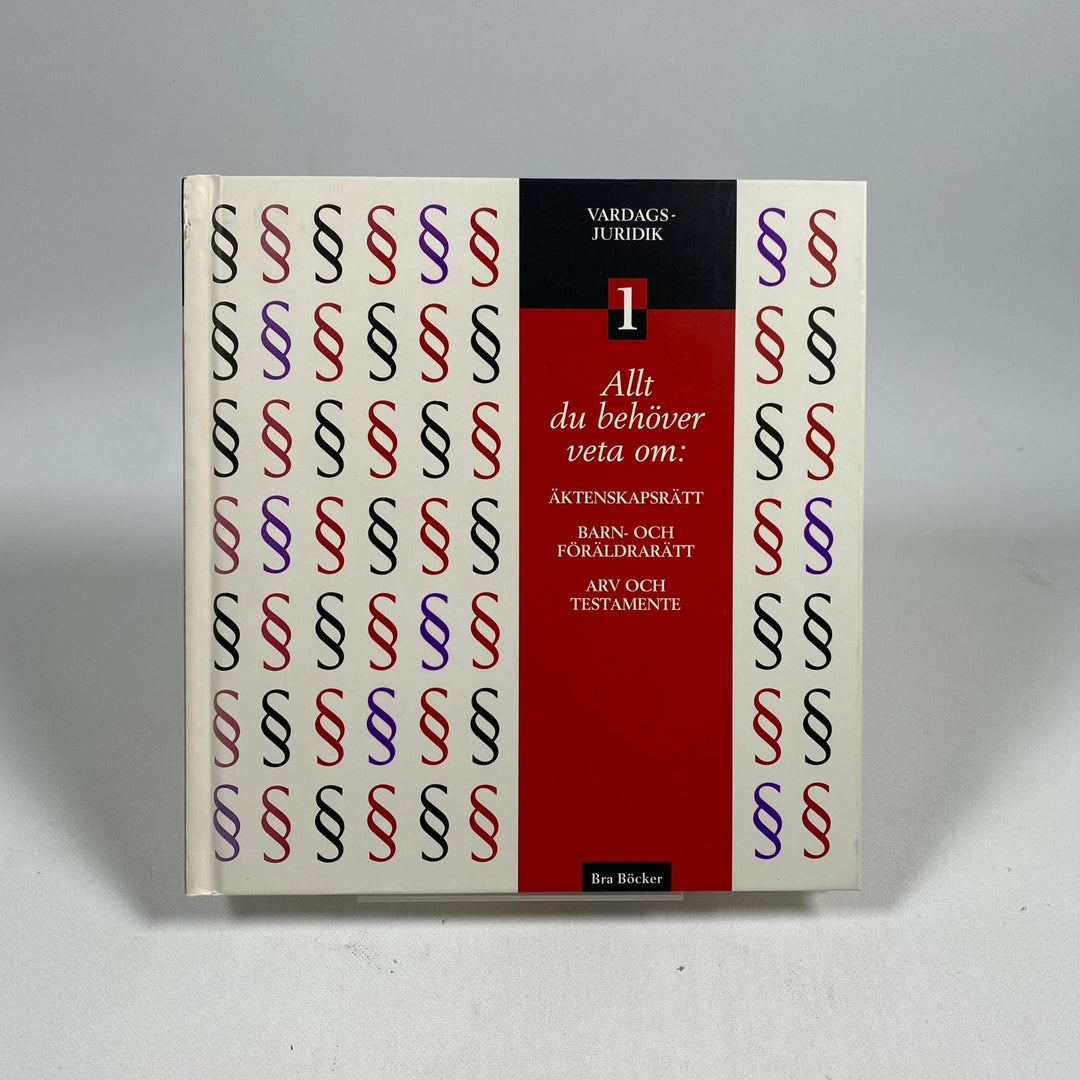 VARDAGS-
JURIDIK
1
Allt
du behöver
veta om:
ÄKTENSKAPSRÄTT
BARN- OCH
FÖRÄLDRARÄTT
ARV OCH
TESTAMENTE
Bra Böcker
§ § § § § § § §
§ § § § § § § §
§ § § § § § § §
§ § § § § § § §
§ § § § § § § §
§ § § § § § § §
§ § § § § § § §